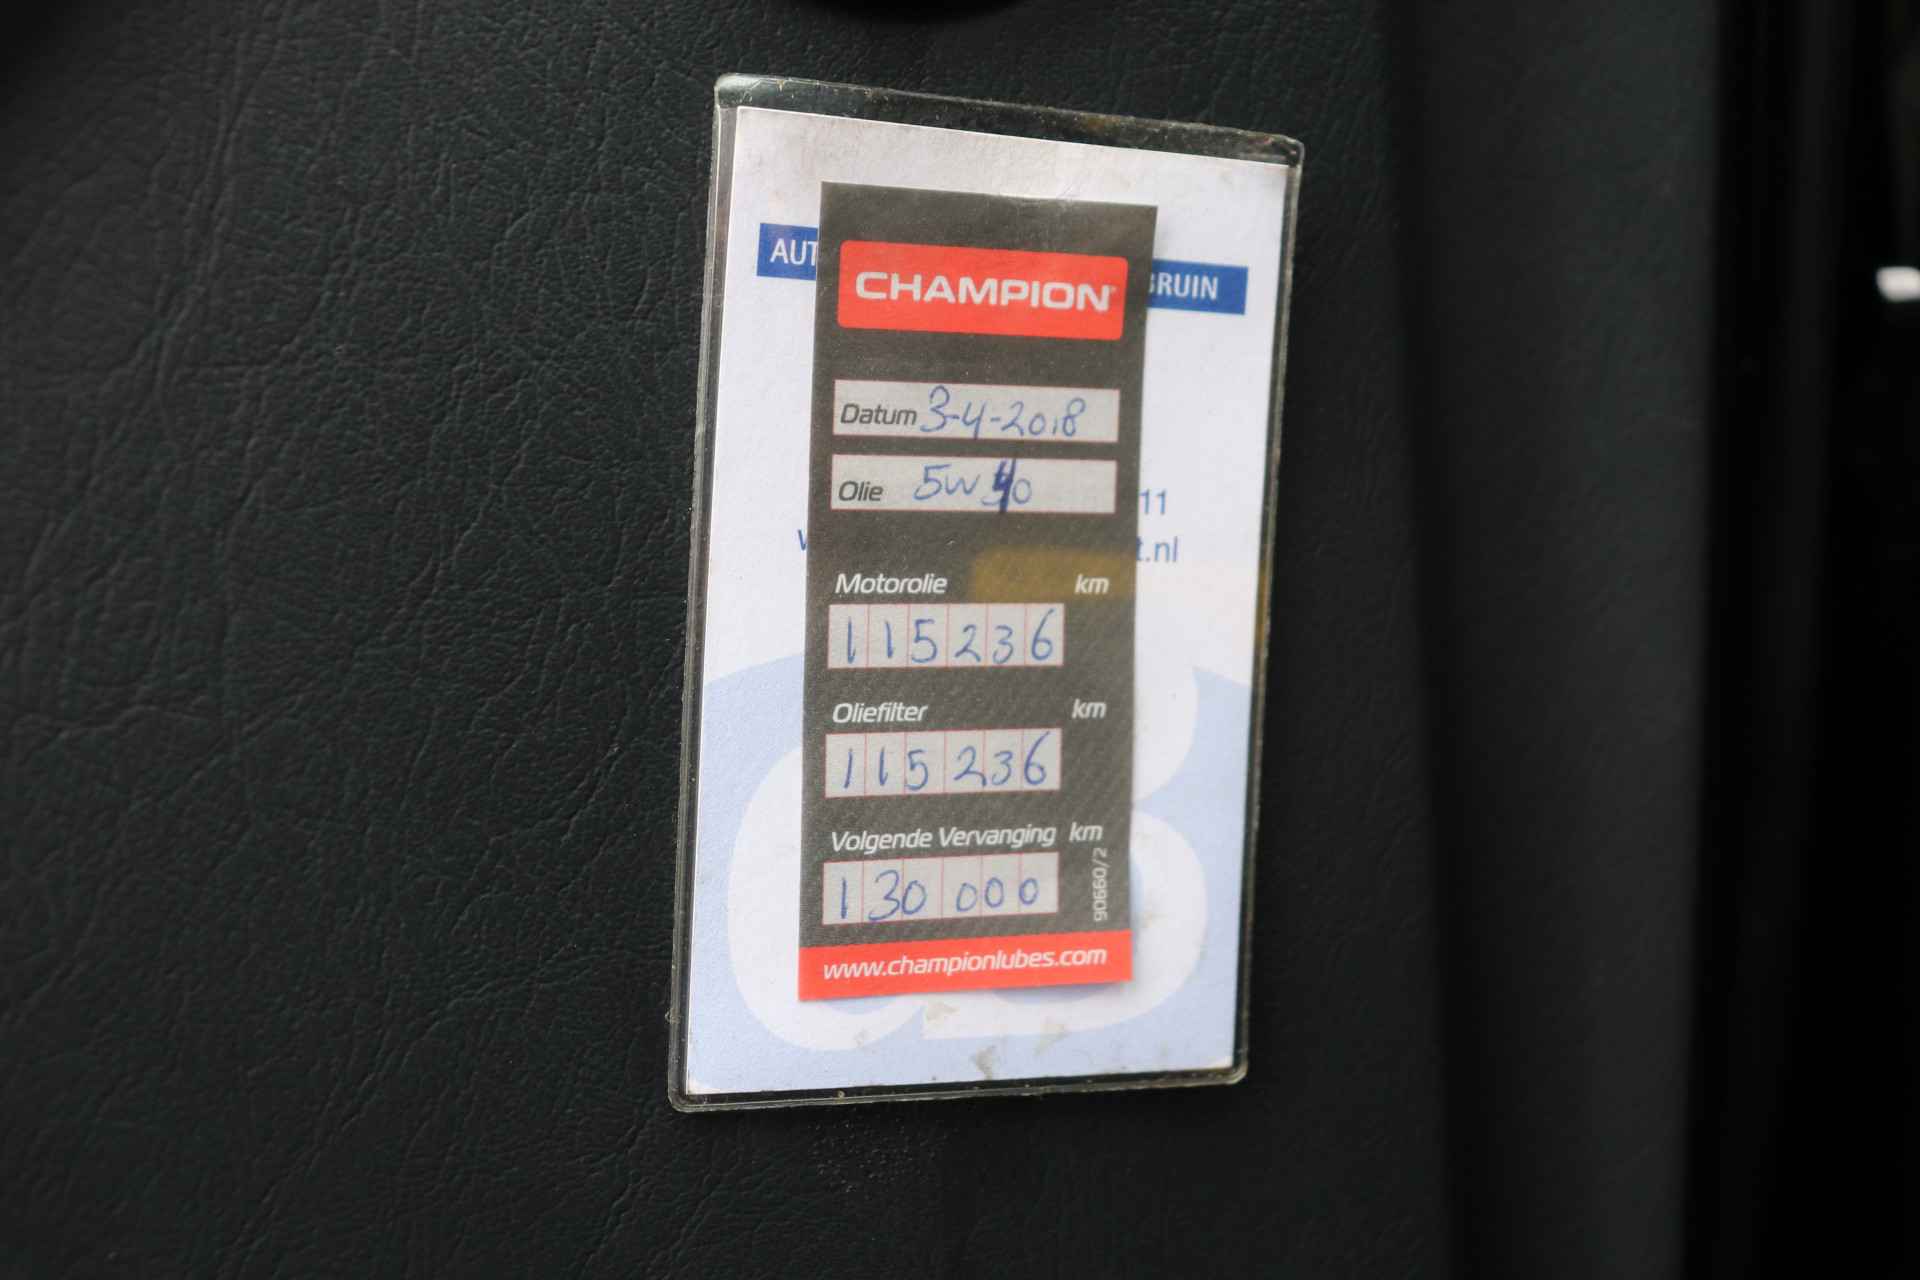 AUT BRUIN
CHAMPION
Datum 3-4-2018
Olie 5W40
11
t.nl
Motorolie km
115236
Oliefilter km
115236
Volgende Vervanging km
130000
90660/2
www.championlubes.com